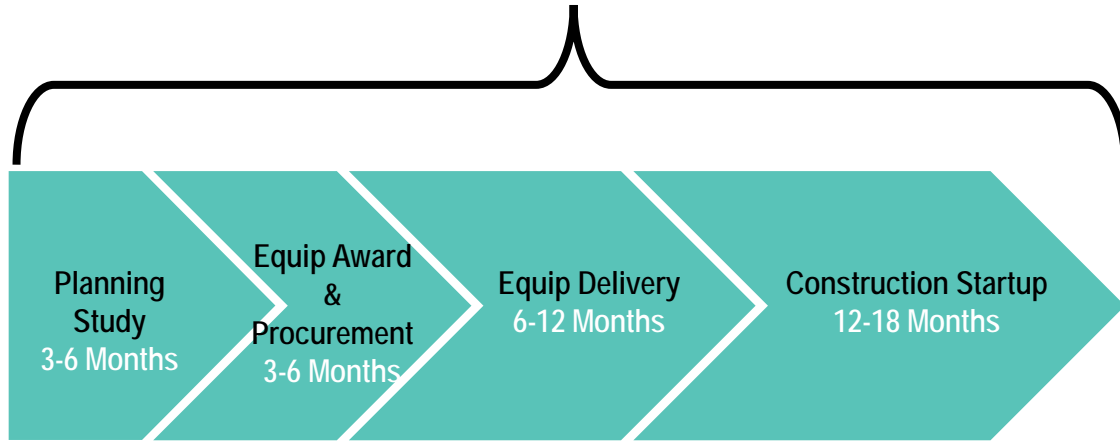 Planning
Study
3-6 Months
Equip Award
&
Procurement
3-6 Months
Equip Delivery
6-12 Months
Construction Startup
12-18 Months